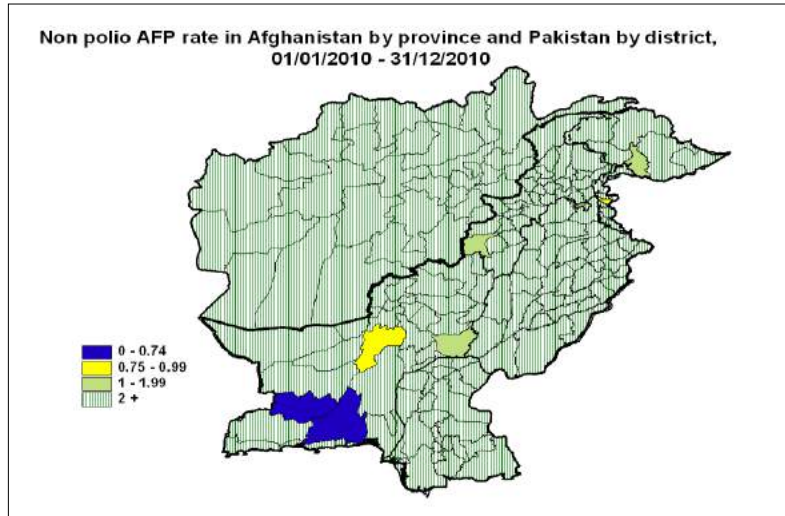 Non polio AFP rate in Afghanistan by province and Pakistan by district,
01/01/2010 - 31/12/2010
0 - 0.74
0.75 - 0.99
1 - 1.99
2 +